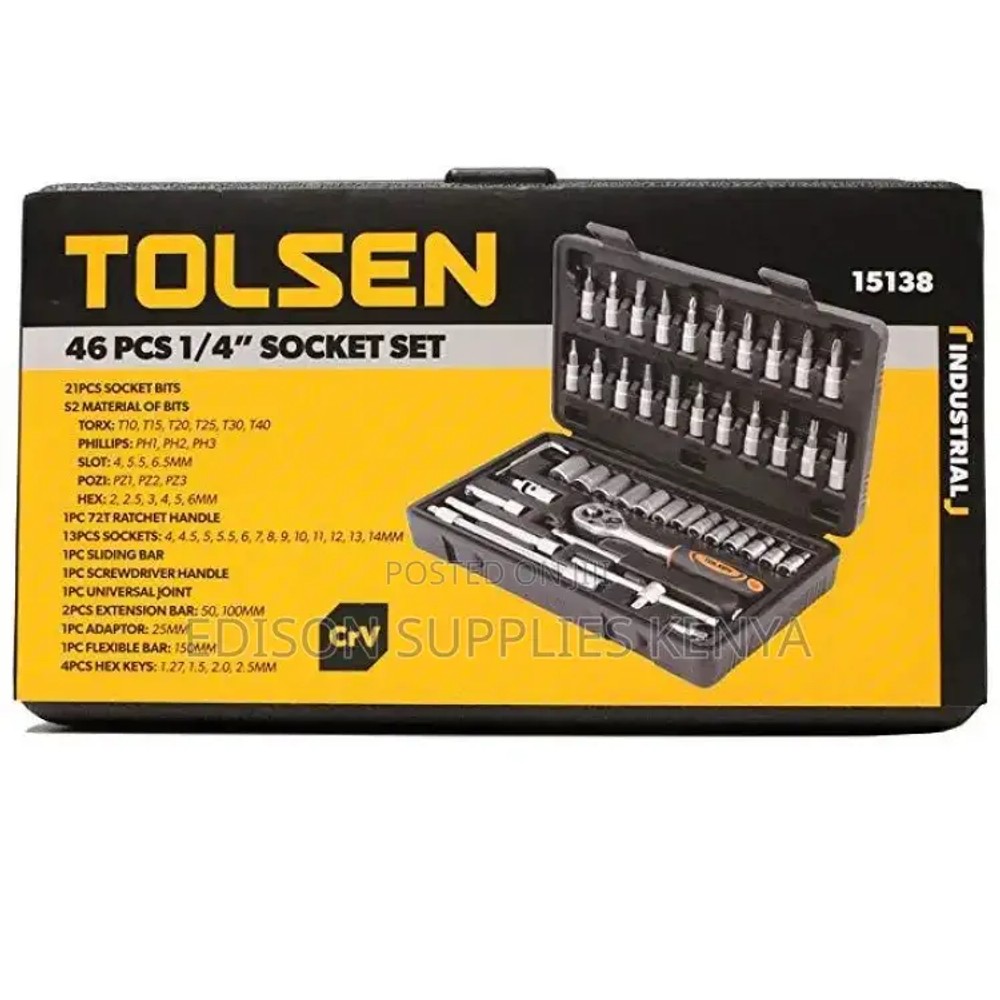 TOLSEN
15138
46 PCS 1/4” SOCKET SET
INDUSTRIAL
21PCS SOCKET BITS
S2 MATERIAL OF BITS
TORX: T10, T15, T20, T25, T30, T40
PHILLIPS: PH1, PH2, PH3
SLOT: 4, 5.5, 6.5MM
POZI: PZ1, PZ2, PZ3
HEX: 2, 2.5, 3, 4, 5, 6MM
1PC 72T RATCHET HANDLE
13PCS SOCKETS: 4, 4.5, 5, 5.5, 6, 7, 8, 9, 10, 11, 12, 13, 14MM
1PC SLIDING BAR
1PC SCREWDRIVER HANDLE
1PC UNIVERSAL JOINT
2PCS EXTENSION BAR: 50, 100MM
1PC ADAPTOR: 25MM
1PC FLEXIBLE BAR: 150MM
4PCS HEX KEYS: 1.27, 1.5, 2.0, 2.5MM
CrV
TOLSEN
POSTED ON JIJI
EDISON SUPPLIES KENYA